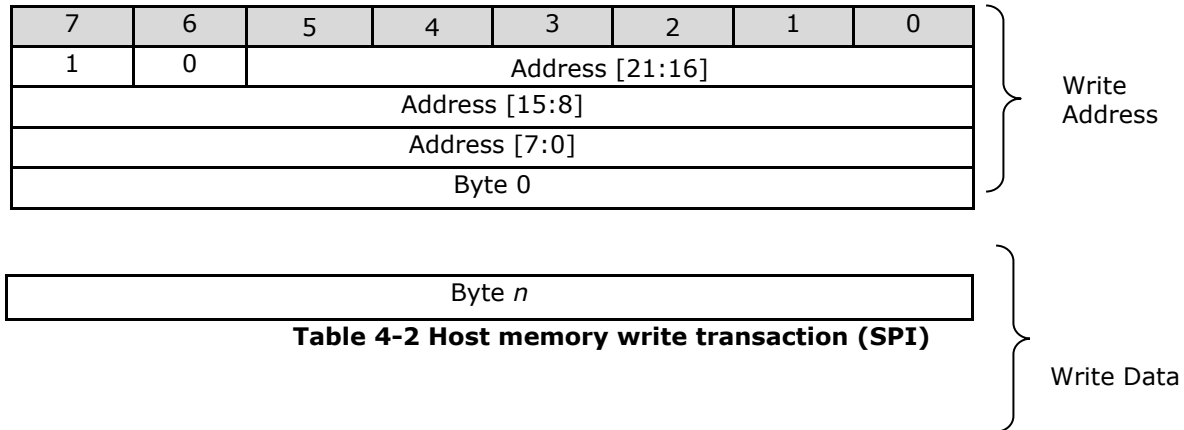 7 6 5 4 3 2 1 0
1 0 Address [21:16]
Write
Address [15:8]
Address
Address [7:0]
Byte 0
Byte n
Table 4-2 Host memory write transaction (SPI)
Write Data